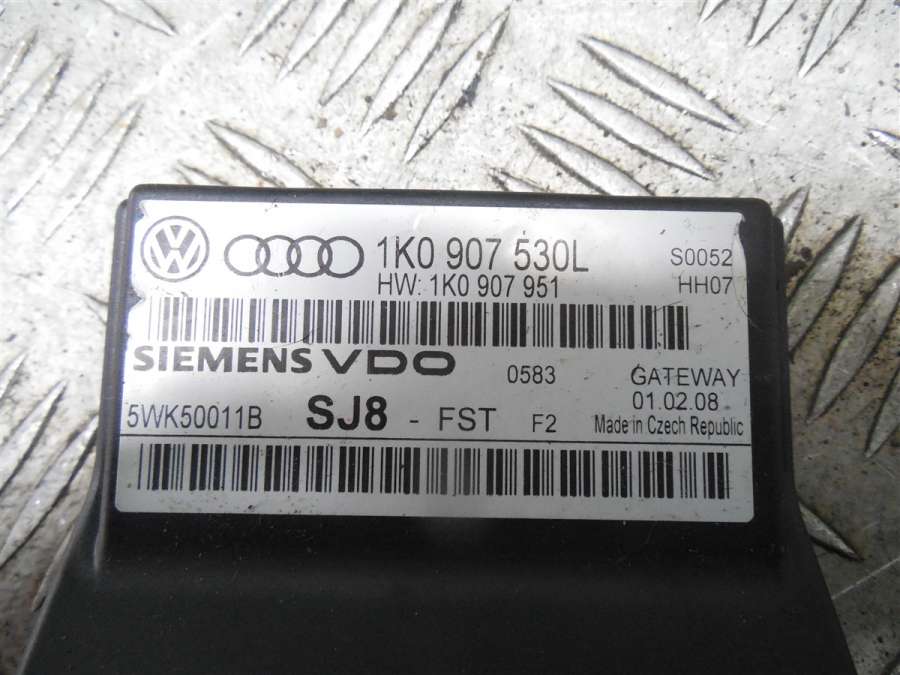 1K0 907 530L S0052
HW: 1K0 907 951 HH07
SIEMENS VDO 0583 GATEWAY
01.02.08
5WK50011B SJ8 - FST F2 Made in Czech Republic